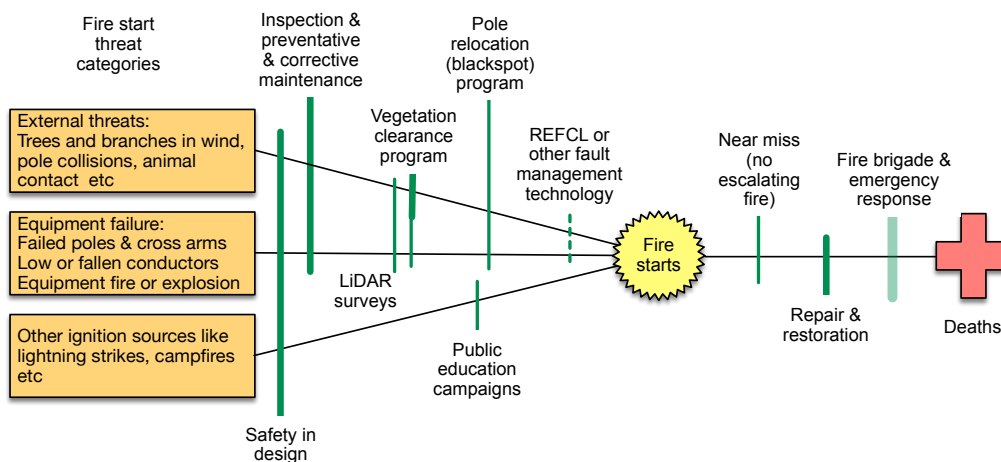 Fire start
threat
categories
Inspection &
preventative
& corrective
maintenance
Pole
relocation
(blackspot)
program
Vegetation
clearance
program
REFCL or
other fault
management
technology
Near miss
(no
escalating
fire)
Fire brigade &
emergency
response
External threats:
Trees and branches in wind,
pole collisions, animal
contact etc
Equipment failure:
Failed poles & cross arms
Low or fallen conductors
Equipment fire or explosion
Other ignition sources like
lightning strikes, campfires
etc
LiDAR
surveys
Fire
starts
Public
education
campaigns
Repair &
restoration
Deaths
Safety in
design